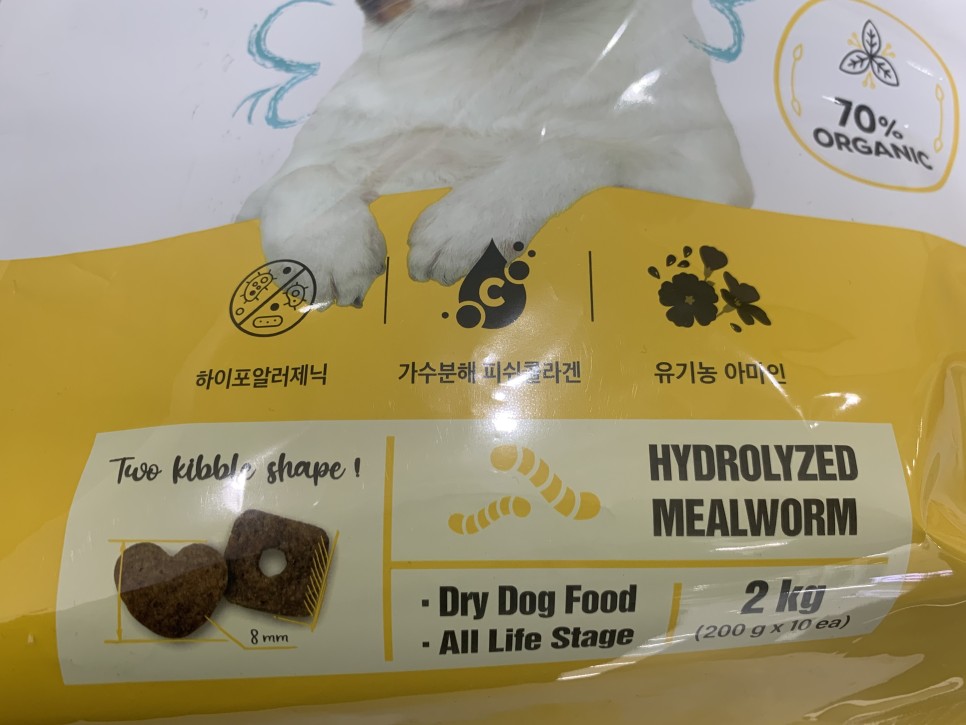 70%
ORGANIC
C
하이포알러제닉
가수분해 피쉬콜라겐
유기농 아마인
Two kibble shape !
8 mm
HYDROLYZED
MEALWORM
· Dry Dog Food
· All Life Stage
2 kg
(200 g x 10 ea)